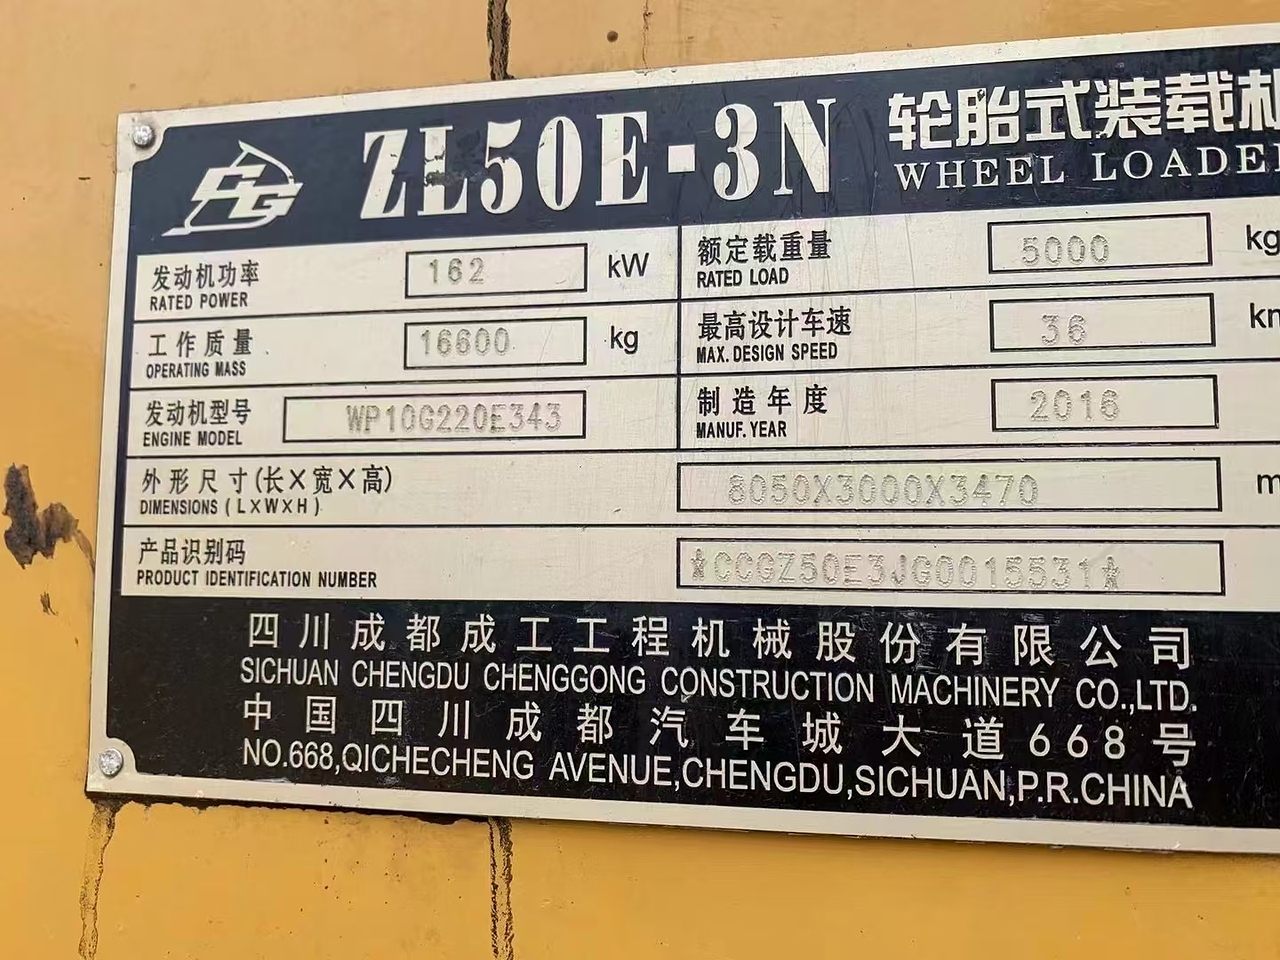 CG ZL50E-3N 轮胎式装载机
WHEEL LOADER
发动机功率 162 kW 额定载重量 5000 kg
RATED POWER RATED LOAD
工作质量 16600 kg 最高设计车速 36 km
OPERATING MASS MAX. DESIGN SPEED
发动机型号 WP10G220E343 制造年度 2016
ENGINE MODEL MANUF. YEAR
外形尺寸(长×宽×高) 8050X3000X3470 m
DIMENSIONS (L×W×H)
产品识别码 ★CCGZ50E3JG0015531★
PRODUCT IDENTIFICATION NUMBER
四川成都成工工程机械股份有限公司
SICHUAN CHENGDU CHENGGONG CONSTRUCTION MACHINERY CO.,LTD.
中国四川成都汽车城大道668号
NO.668,QICHECHENG AVENUE,CHENGDU,SICHUAN,P.R.CHINA